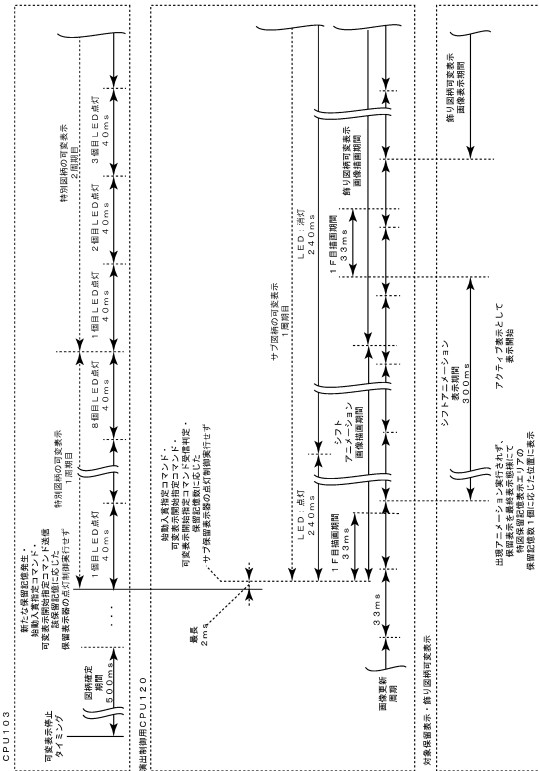 CPU103
可変表示停止
タイミング
図柄確定
期間
500ms
・・・
新たな保留記憶発生・
始動入賞指定コマンド・
可変表示開始指定コマンド送信
該保留記憶に応じた
保留表示器の点灯制御実行せず
1個目LED点灯
40ms
特別図柄の可変表示
1周期目
8個目LED点灯
40ms
1個目LED点灯
40ms
2個目LED点灯
40ms
3個目LED点灯
40ms
特別図柄の可変表示
2周期目
演出制御用CPU120
最長
2ms
始動入賞指定コマンド・
可変表示開始指定コマンド・
可変表示開始指定コマンド受信判定・
保留記憶数に応じた
サブ保留表示器の点灯制御実行せず
サブ図柄の可変表示
1周期目
LED:点灯
240ms
LED:消灯
240ms
1F目描画期間
33ms
シフト
アニメーション
画像描画期間
1F目描画期間
33ms
飾り図柄可変表示
画像描画期間
画像更新
周期
33ms
対象保留表示・飾り図柄可変表示
出現アニメーション実行されず、
保留表示を最終表示態様にて
特図保留記憶表示エリアの
保留記憶数1個に応じた位置に表示
シフトアニメーション
表示期間
300ms
アクティブ表示として
表示開始
飾り図柄可変表示
画像表示期間